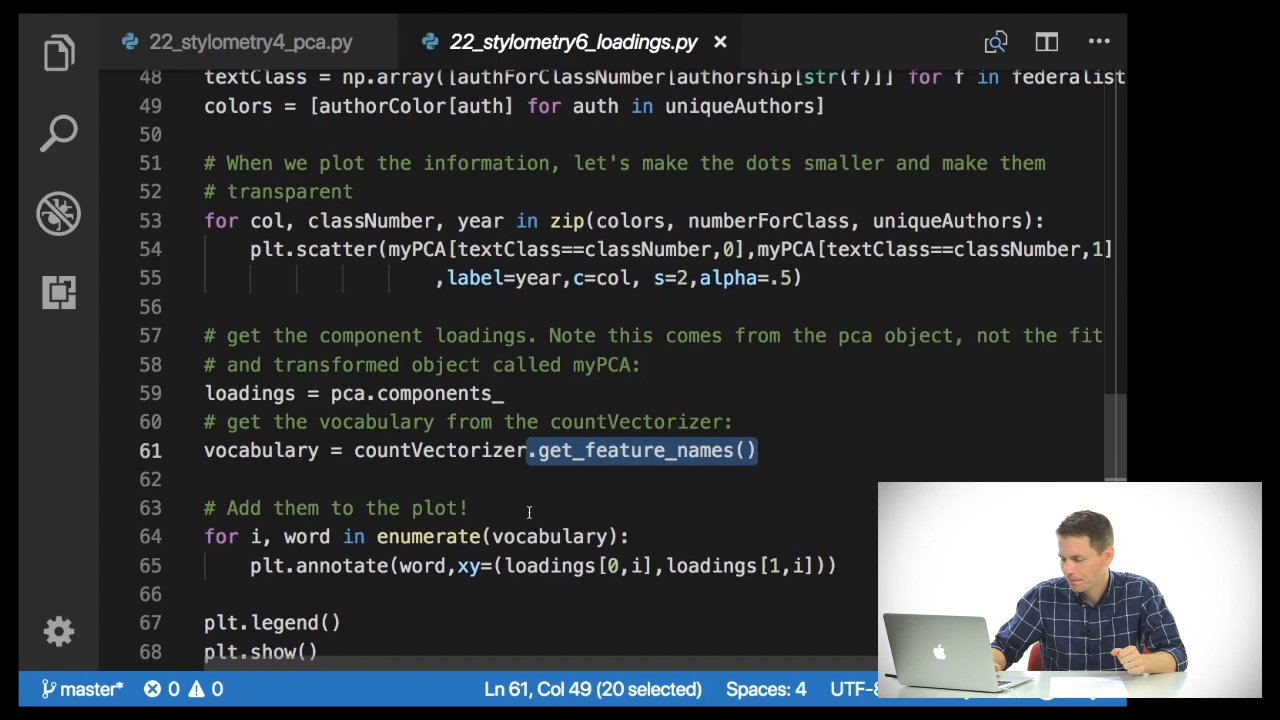 22_stylometry4_pca.py
22_stylometry6_loadings.py ×
48 textClass = np.array([authForClassNumber[authorship[str(f)]] for f in federalist
49 colors = [authorColor[auth] for auth in uniqueAuthors]
50
51 # When we plot the information, let's make the dots smaller and make them
52 # transparent
53 for col, classNumber, year in zip(colors, numberForClass, uniqueAuthors):
54 plt.scatter(myPCA[textClass==classNumber,0],myPCA[textClass==classNumber,1]
55 ,label=year,c=col, s=2,alpha=.5)
56
57 # get the component loadings. Note this comes from the pca object, not the fit
58 # and transformed object called myPCA:
59 loadings = pca.components_
60 # get the vocabulary from the countVectorizer:
61 vocabulary = countVectorizer.get_feature_names()
62
63 # Add them to the plot!
64 for i, word in enumerate(vocabulary):
65 plt.annotate(word,xy=(loadings[0,i],loadings[1,i]))
66
67 plt.legend()
68 plt.show()
master* 0 0 Ln 61, Col 49 (20 selected) Spaces: 4 UTF-8